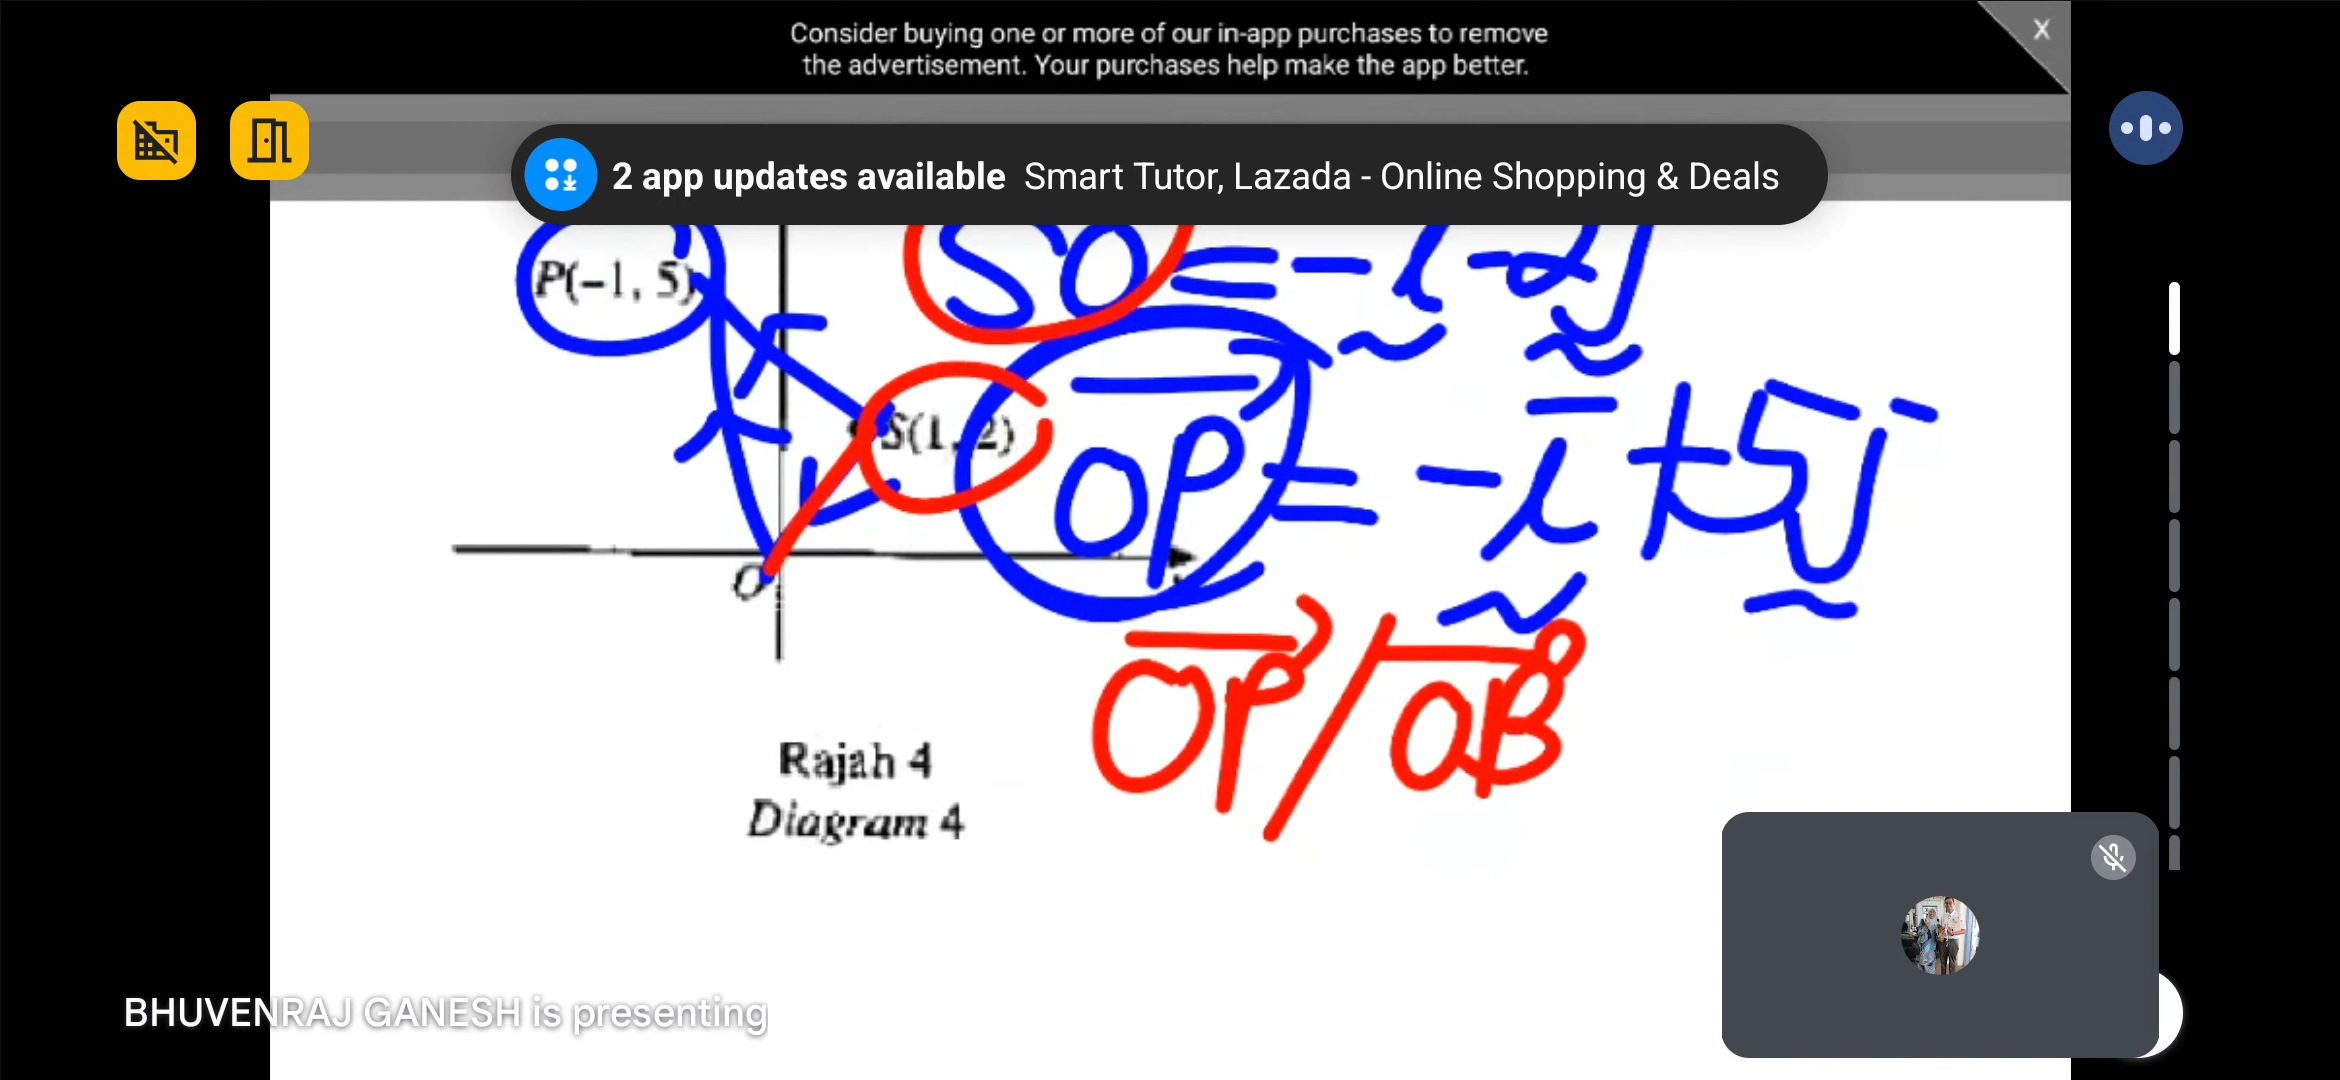 Consider buying one or more of our in-app purchases to remove
the advertisement. Your purchases help make the app better.
X
2 app updates available Smart Tutor, Lazada - Online Shopping & Deals
P(-1, 5)
SO = -i - 2j
S(1, 2)
OP = -i + 5j
O
OP / OB
Rajah 4
Diagram 4
BHUVENRAJ GANESH is presenting